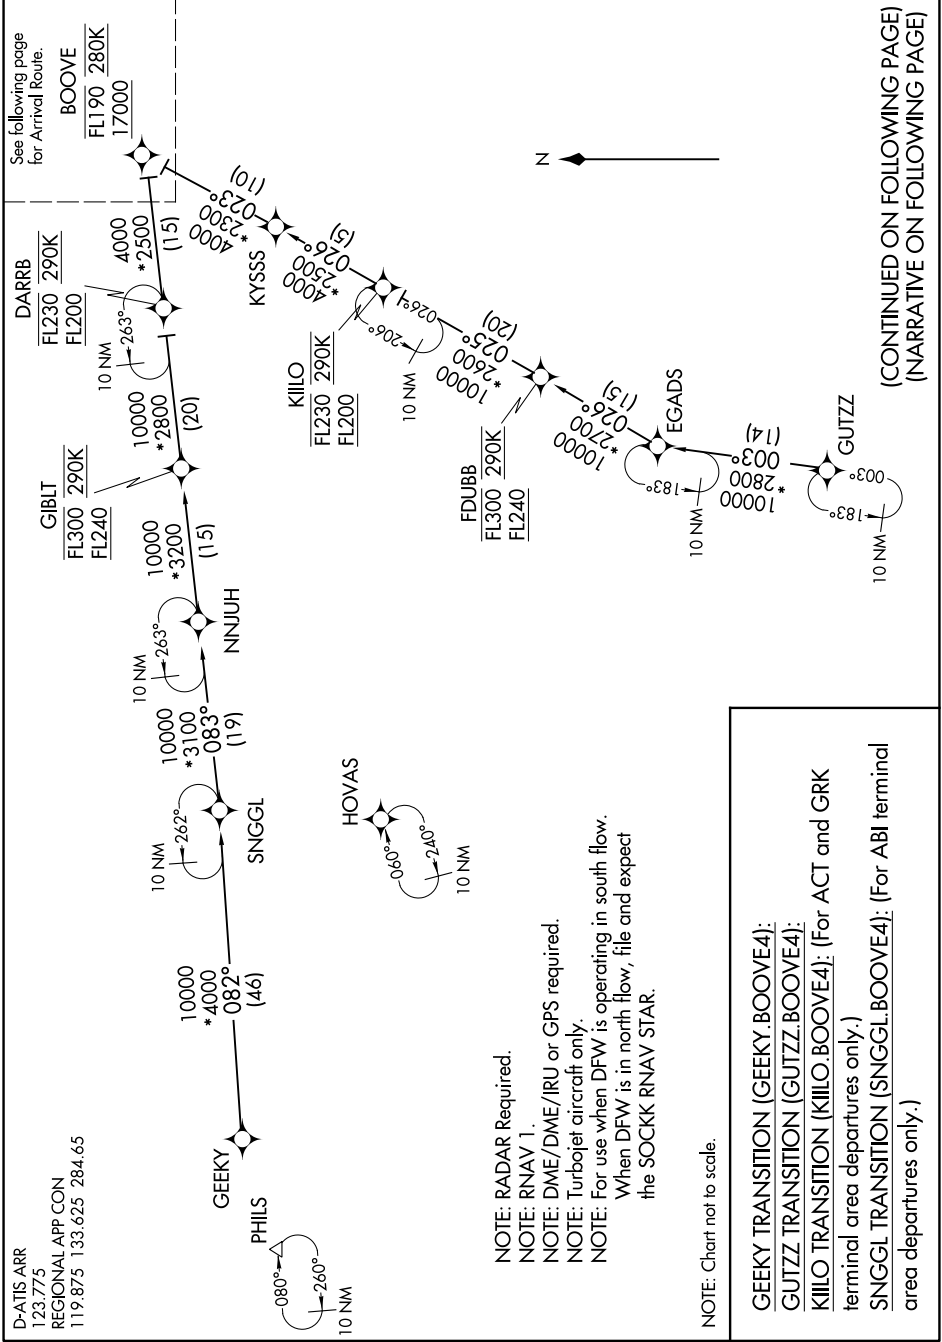 D-ATIS ARR
123.775
REGIONAL APP CON
119.875 133.625 284.65
See following page
for Arrival Route.
BOOVE
FL190 280K
17000
DARRB
FL230 290K
FL200
4000
*2500
(15)
263°
10 NM
10000
*2800
(20)
GIBLT
FL300 290K
FL240
10000
*3200
(15)
NNJUH
263°
10 NM
10000
*3100
083°
(19)
SNGGL
262°
10 NM
10000
*4000
082°
(46)
GEEKY
PHILS
080°
260°
10 NM
HOVAS
060°
240°
10 NM
4000
*2300
023°
(10)
KYSSS
4000
*2500
026°
(5)
KIILO
FL230 290K
FL200
206°
026°
10 NM
10000
*2600
025°
(20)
FDUBB
FL300 290K
FL240
10000
*2700
026°
(15)
EGADS
183°
10 NM
10000
*2800
003°
(14)
GUTZZ
003°
183°
10 NM
N
NOTE: RADAR Required.
NOTE: RNAV 1.
NOTE: DME/DME/IRU or GPS required.
NOTE: Turbojet aircraft only.
NOTE: For use when DFW is operating in south flow.
When DFW is in north flow, file and expect
the SOCKK RNAV STAR.
NOTE: Chart not to scale.
(CONTINUED ON FOLLOWING PAGE)
(NARRATIVE ON FOLLOWING PAGE)
GEEKY TRANSITION (GEEKY.BOOVE4):
GUTZZ TRANSITION (GUTZZ.BOOVE4):
KIILO TRANSITION (KIILO.BOOVE4): (For ACT and GRK
terminal area departures only.)
SNGGL TRANSITION (SNGGL.BOOVE4): (For ABI terminal
area departures only.)